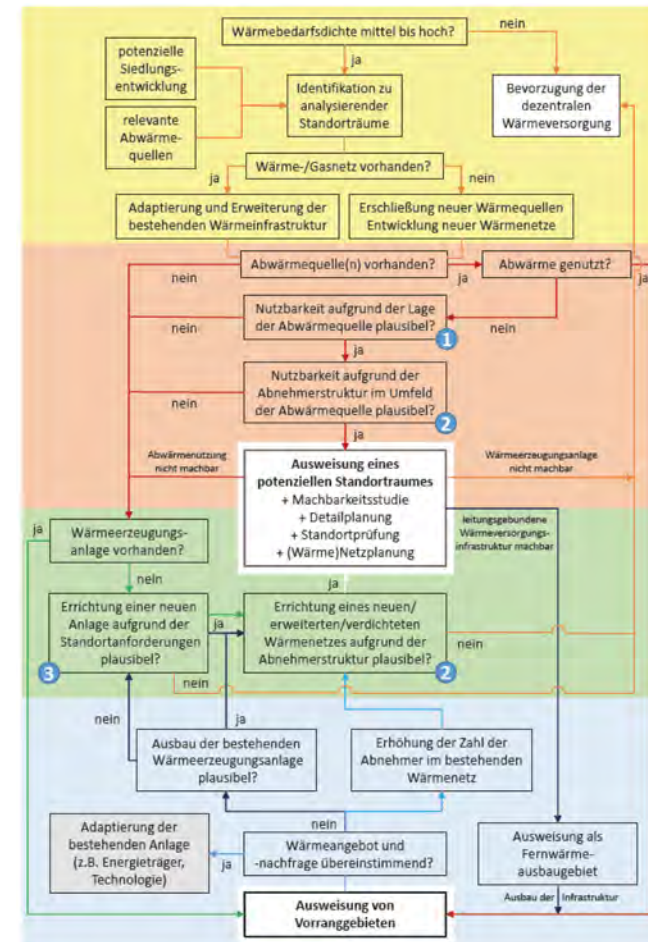 Wärmebedarfsdichte mittel bis hoch?
nein
ja
potenzielle
Siedlungs-
entwicklung
relevante
Abwärme-
quellen
Identifikation zu
analysierender
Standorträume
Bevorzugung der
dezentralen
Wärmeversorgung
Wärme-/Gasnetz vorhanden?
ja
nein
Adaptierung und Erweiterung der
bestehenden Wärmeinfrastruktur
Erschließung neuer Wärmequellen
Entwicklung neuer Wärmenetze
Abwärmequelle(n) vorhanden?
nein
ja
Abwärme genutzt?
ja
Nutzbarkeit aufgrund der Lage
der Abwärmequelle plausibel?
nein
nein
1
ja
Nutzbarkeit aufgrund der
Abnehmerstruktur im Umfeld
der Abwärmequelle plausibel?
nein
2
ja
Abwärmenutzung
nicht machbar
Ausweisung eines
potenziellen Standortraumes
+ Machbarkeitsstudie
+ Detailplanung
+ Standortprüfung
+ (Wärme)Netzplanung
Wärmeerzeugungsanlage
nicht machbar
leitungsgebundene
Wärmeversorgungs-
infrastruktur machbar
ja
Wärmeerzeugungs-
anlage vorhanden?
nein
ja
Errichtung einer neuen
Anlage aufgrund der
Standortanforderungen
plausibel?
3
ja
nein
Errichtung eines neuen/
erweiterten/verdichteten
Wärmenetzes aufgrund der
Abnehmerstruktur plausibel?
2
nein
nein
ja
Ausbau der bestehenden
Wärmeerzeugungsanlage
plausibel?
Erhöhung der Zahl der
Abnehmer im bestehenden
Wärmenetz
nein
Adaptierung der
bestehenden Anlage
(z.B. Energieträger,
Technologie)
ja
Wärmeangebot und
-nachfrage übereinstimmend?
Ausweisung als
Fernwärme-
ausbaugebiet
Ausbau der Infrastruktur
Ausweisung von
Vorranggebieten